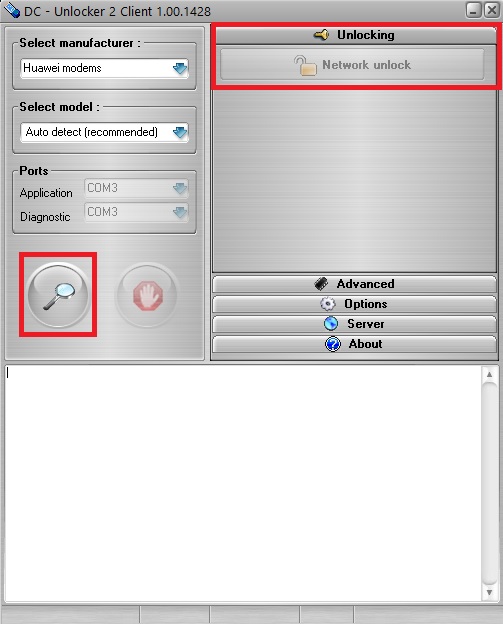 DC - Unlocker 2 Client 1.00.1428
Select manufacturer :
Huawei modems
Select model :
Auto detect (recommended)
Ports
Application COM3
Diagnostic COM3
Unlocking
Network unlock
Advanced
Options
Server
About